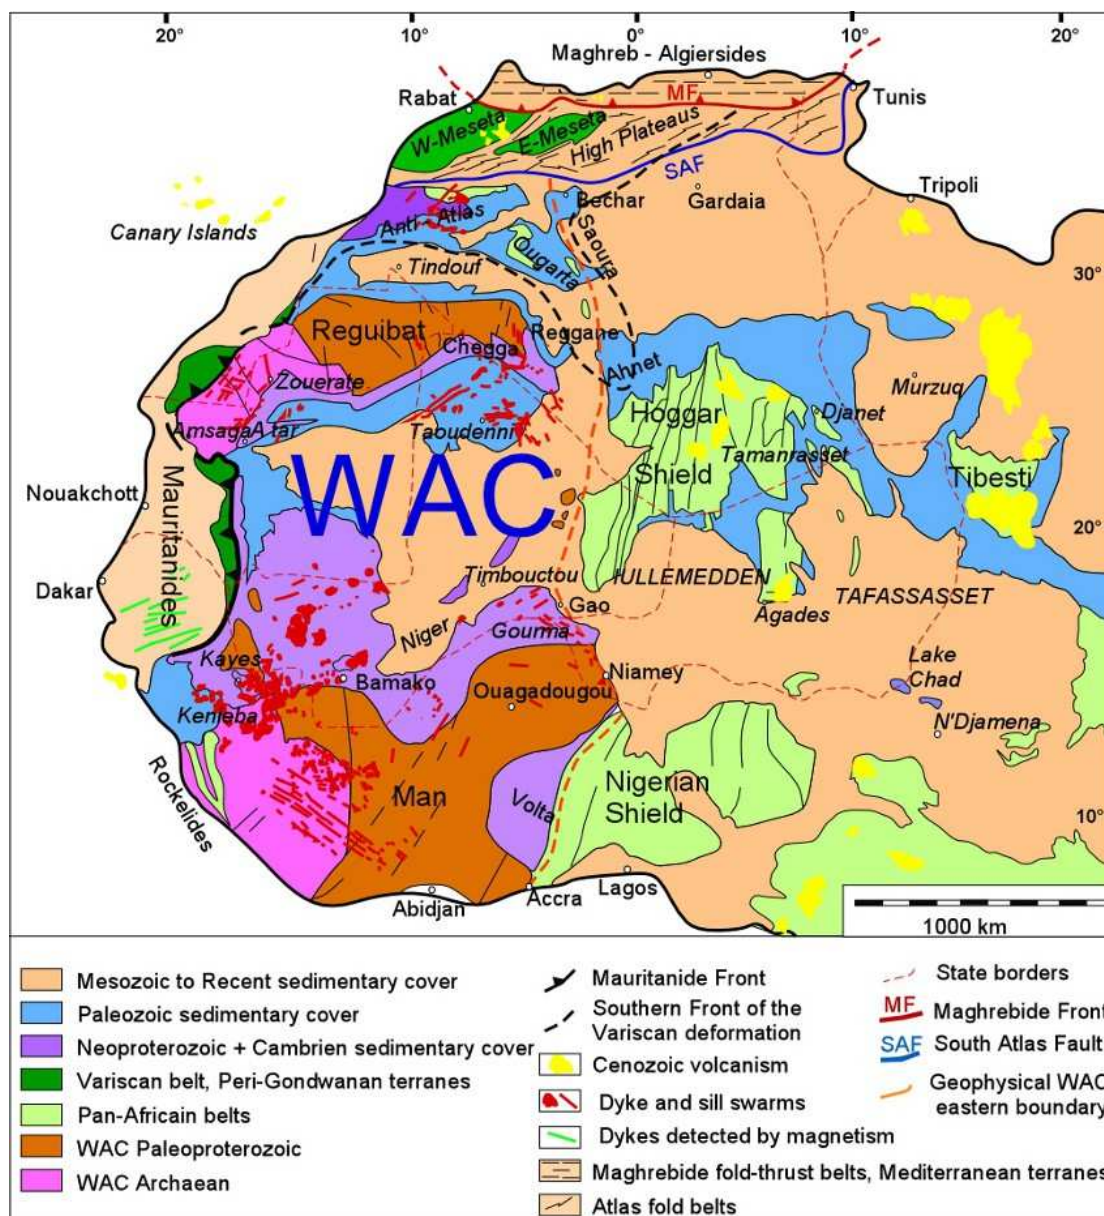 20°
10°
0°
10°
20°
Maghreb - Algiersides
MF
Rabat
Tunis
W-Meseta
E-Meseta
High Plateaus
SAF
Tripoli
Bechar
Gardaia
Canary Islands
Anti - Atlas
Saoura
Ougarta
Tindouf
30°
Reguibat
Reggane
Chegga
Ahnet
Zouerate
Murzuq
Hoggar
Shield
Djanet
Amsaga
Atar
Taoudenni
Tamanrasset
Tibesti
WAC
Nouakchott
Mauritanides
20°
Dakar
Timbouctou
IULLEMEDDEN
TAFASSASSET
Agades
Gao
Niger
Gourma
Kayes
Bamako
Niamey
Lake
Chad
Ouagadougou
Kenieba
N'Djamena
Rockelides
Man
Volta
Nigerian
Shield
10°
Lagos
Abidjan
Accra
1000 km
Mesozoic to Recent sedimentary cover
Paleozoic sedimentary cover
Neoproterozoic + Cambrien sedimentary cover
Variscan belt, Peri-Gondwanan terranes
Pan-Africain belts
WAC Paleoproterozoic
WAC Archaean
Mauritanide Front
Southern Front of the
Variscan deformation
Cenozoic volcanism
Dyke and sill swarms
Dykes detected by magnetism
Maghrebide fold-thrust belts, Mediterranean terranes
Atlas fold belts
State borders
MF Maghrebide Front
SAF South Atlas Fault
Geophysical WAC
eastern boundary